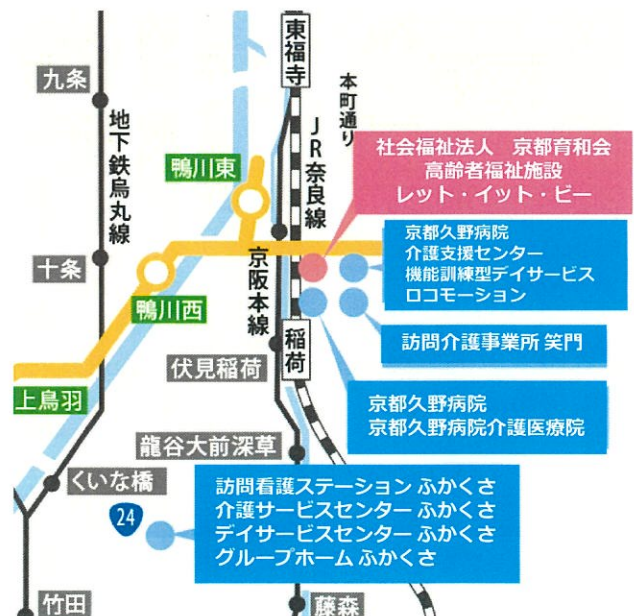 東福寺
九条
地下鉄烏丸線
本町通り
JR奈良線
鴨川東
社会福祉法人 京都育和会
高齢者福祉施設
レット・イット・ビー
京都久野病院
介護支援センター
機能訓練型デイサービス
ロコモーション
十条
鴨川西
京阪本線
稲荷
訪問介護事業所 笑門
伏見稲荷
上鳥羽
京都久野病院
京都久野病院介護医療院
龍谷大前深草
くいな橋
24
訪問看護ステーション ふかくさ
介護サービスセンター ふかくさ
デイサービスセンター ふかくさ
グループホーム ふかくさ
竹田
藤森